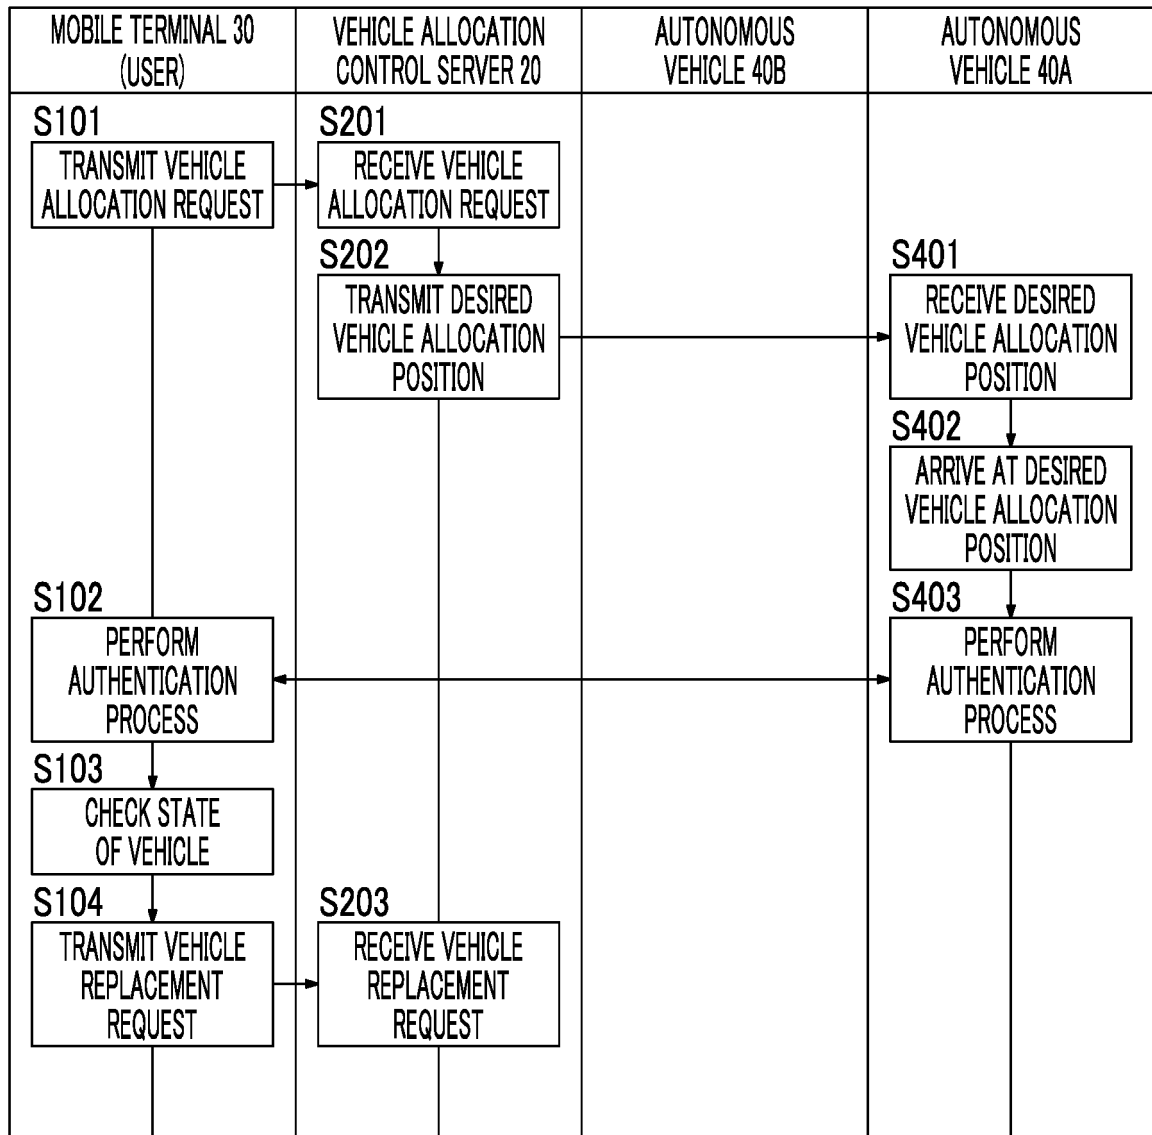 MOBILE TERMINAL 30
(USER)
VEHICLE ALLOCATION
CONTROL SERVER 20
AUTONOMOUS
VEHICLE 40B
AUTONOMOUS
VEHICLE 40A
S101
TRANSMIT VEHICLE
ALLOCATION REQUEST
S201
RECEIVE VEHICLE
ALLOCATION REQUEST
S202
TRANSMIT DESIRED
VEHICLE ALLOCATION
POSITION
S401
RECEIVE DESIRED
VEHICLE ALLOCATION
POSITION
S402
ARRIVE AT DESIRED
VEHICLE ALLOCATION
POSITION
S102
PERFORM
AUTHENTICATION
PROCESS
S403
PERFORM
AUTHENTICATION
PROCESS
S103
CHECK STATE
OF VEHICLE
S104
TRANSMIT VEHICLE
REPLACEMENT
REQUEST
S203
RECEIVE VEHICLE
REPLACEMENT
REQUEST